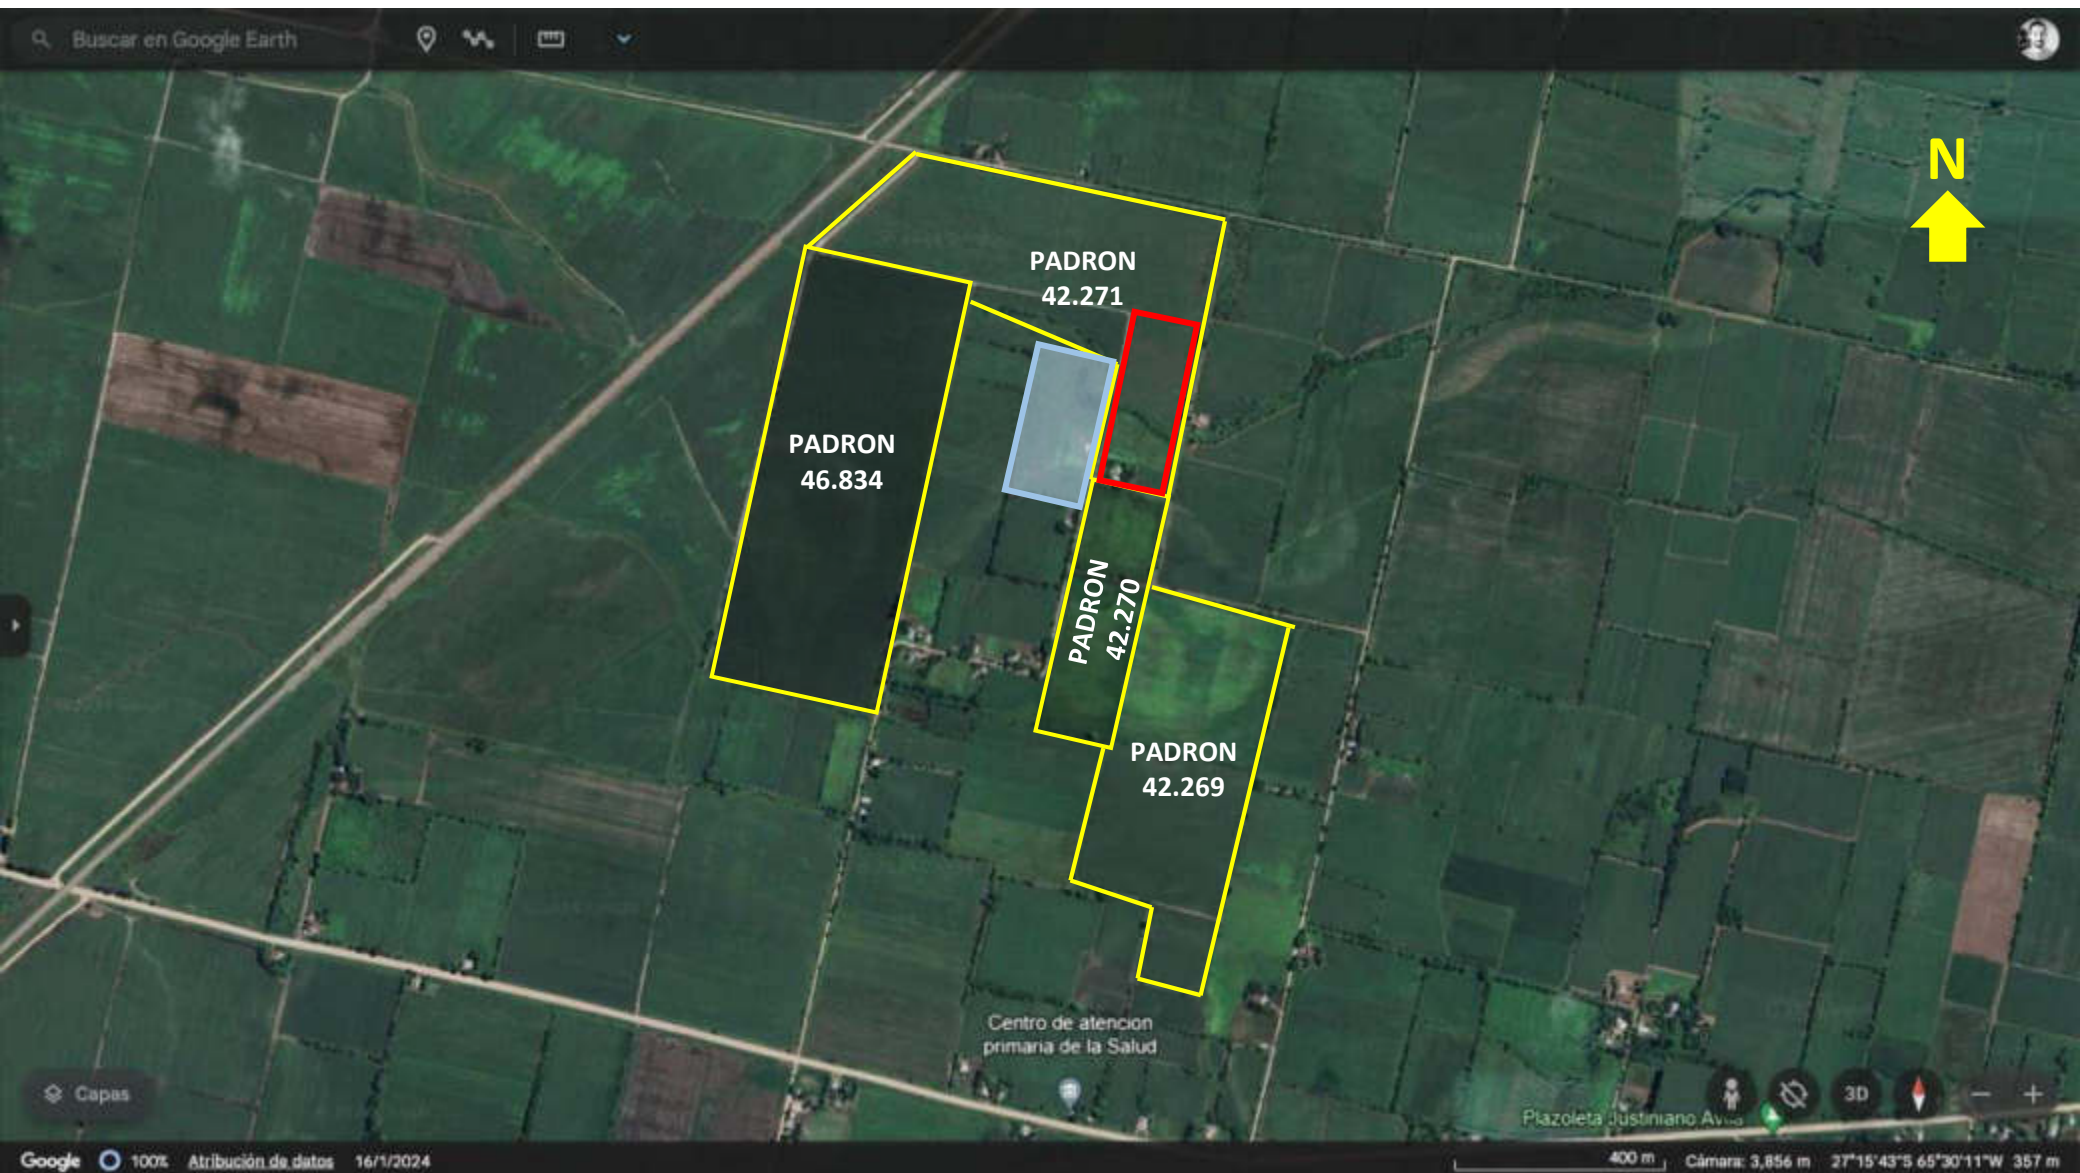 Buscar en Google Earth
N
PADRON
42.271
PADRON
46.834
PADRON
42.270
PADRON
42.269
Centro de atencion
primaria de la Salud
Capas
3D
Plazoleta Justiniano Avila
Google 100% Atribución de datos 16/1/2024 400 m Cámara: 3,856 m 27°15'43"S 65°30'11"W 357 m